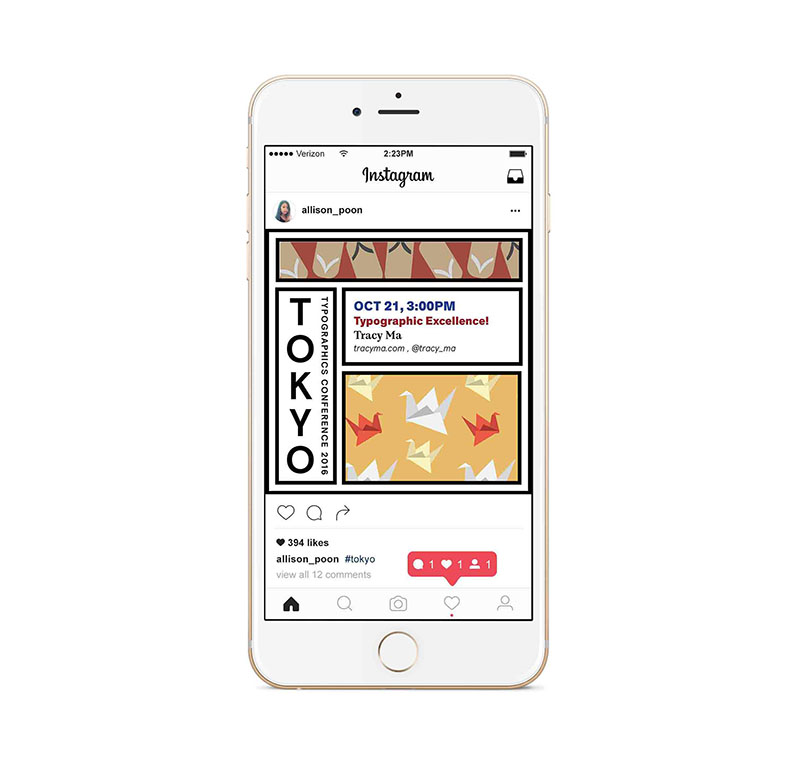 Verizon
2:23PM
Instagram
allison_poon
OCT 21, 3:00PM
Typographic Excellence!
Tracy Ma
tracyma.com , @tracy_ma
TOKYO
TYPOGRAPHICS CONFERENCE 2016
394 likes
allison_poon #tokyo
view all 12 comments
1 1 1